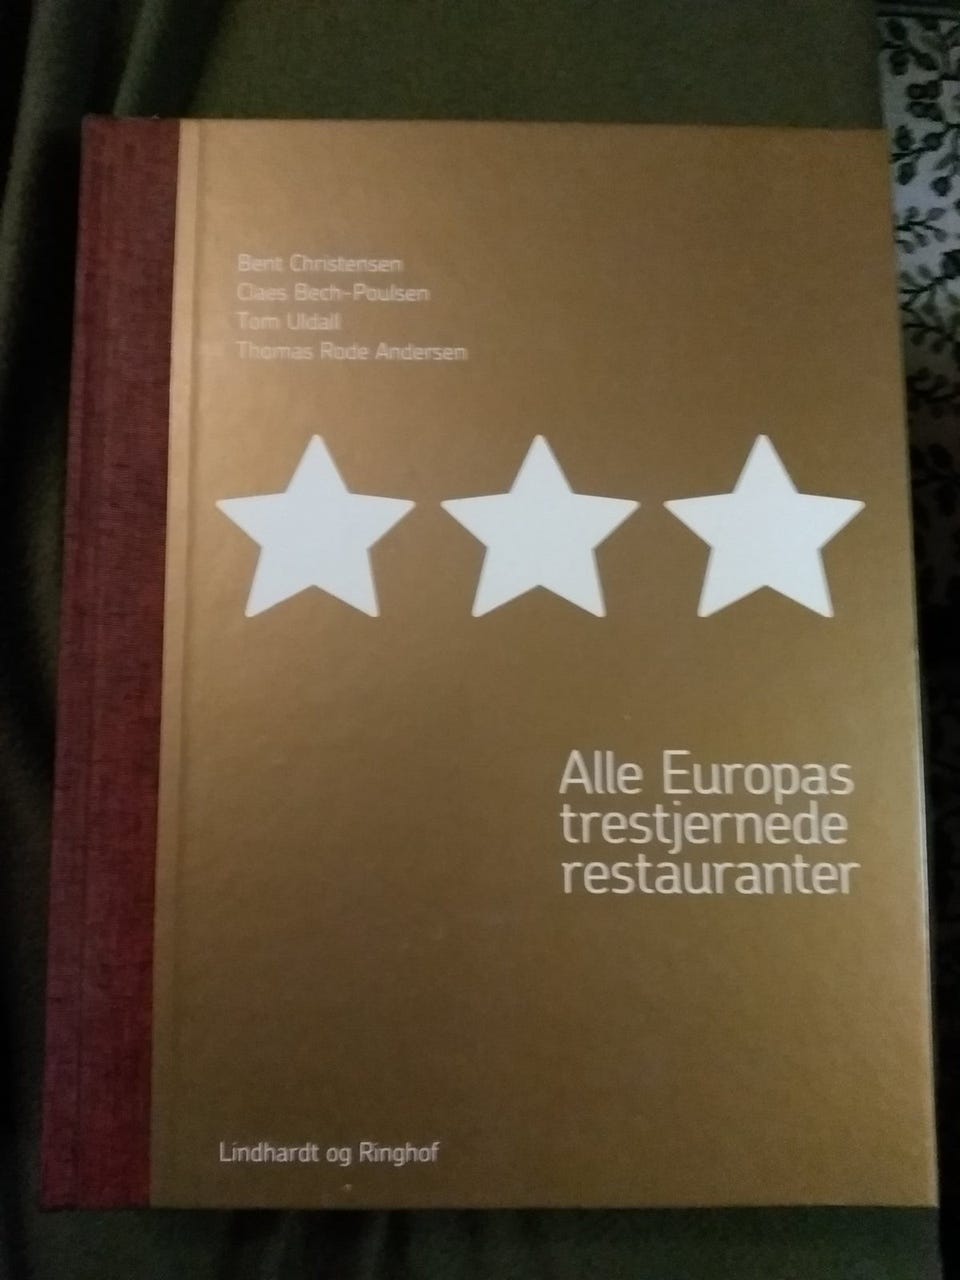 Bent Christensen
Claes Bech-Poulsen
Tom Uldall
Thomas Rode Andersen
Alle Europas
trestjernede
restauranter
Lindhardt og Ringhof